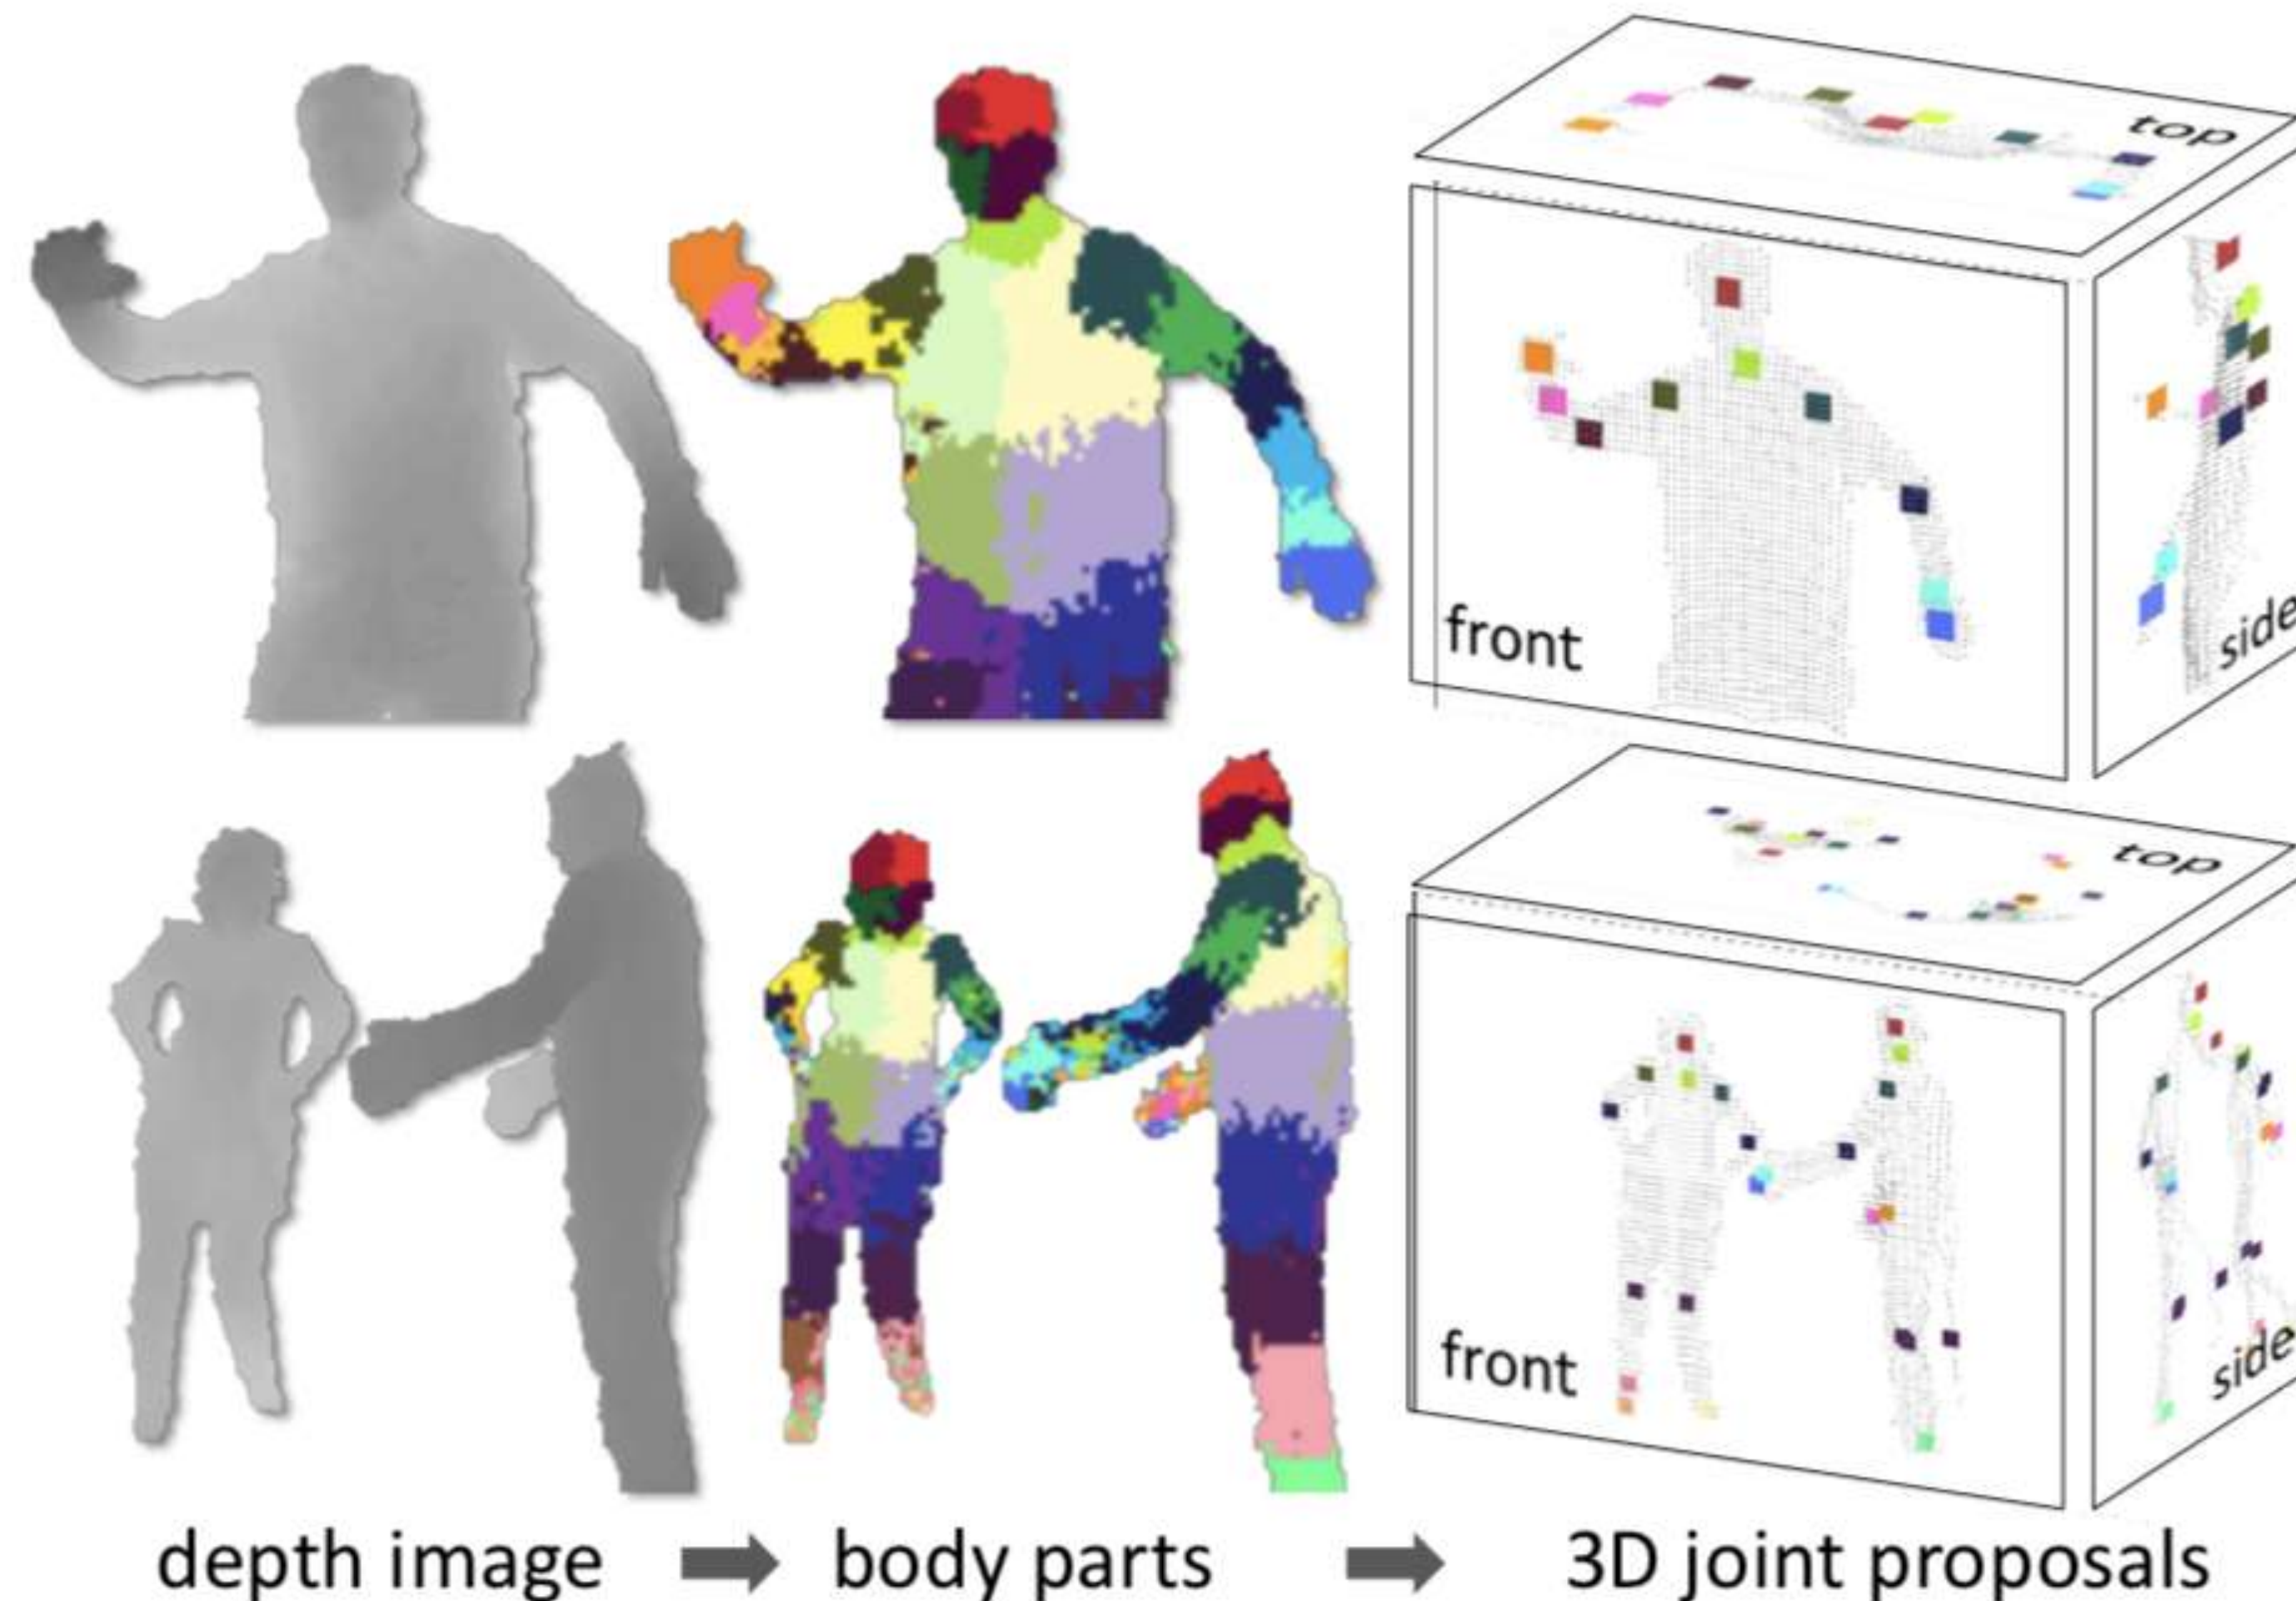 top
front
side
top
front
side
depth image
body parts
3D joint proposals